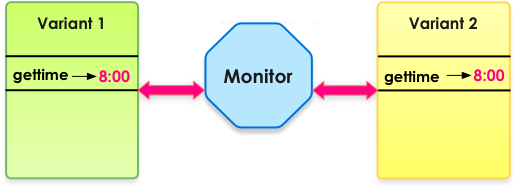 Variant 1
gettime → 8:00
Monitor
Variant 2
gettime → 8:00